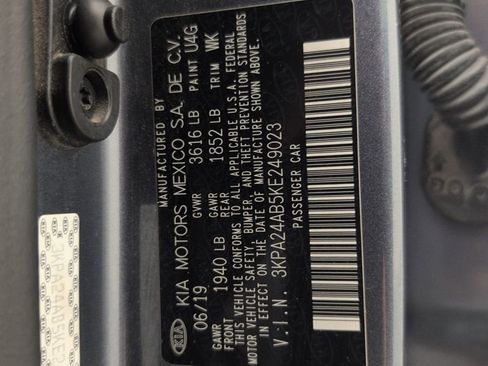 MANUFACTURED BY
KIA KIA MOTORS MEXICO S.A. DE C.V.
06/19 GVWR 3616 LB PAINT U4G
GAWR FRONT 1940 LB GAWR REAR 1852 LB TRIM WK
THIS VEHICLE CONFORMS TO ALL APPLICABLE U.S.A. FEDERAL
MOTOR VEHICLE SAFETY, BUMPER, AND THEFT PREVENTION STANDARDS
IN EFFECT ON THE DATE OF MANUFACTURE SHOWN ABOVE.
V.I.N. 3KPA24AB5KE249023
PASSENGER CAR